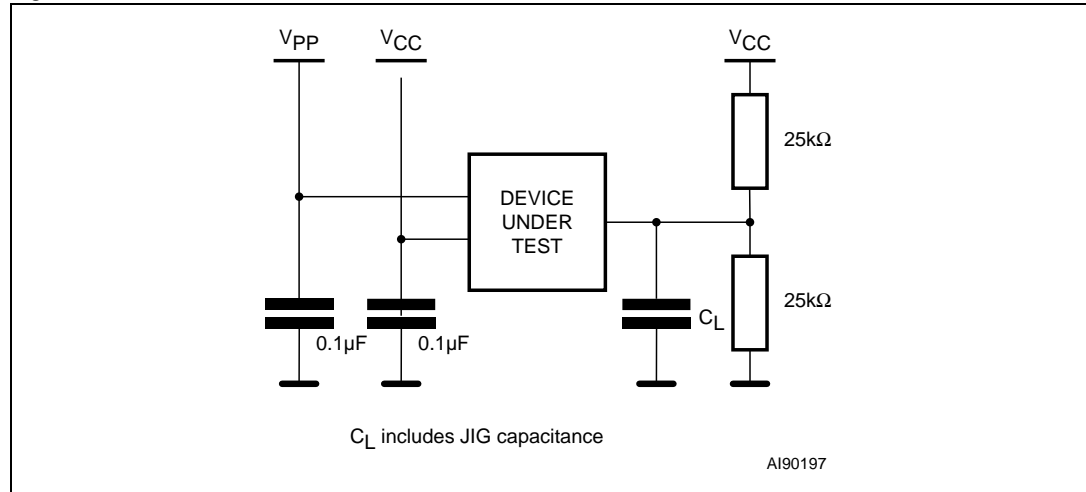 VPP
VCC
VCC
25kΩ
DEVICE
UNDER
TEST
25kΩ
CL
0.1µF
0.1µF
CL includes JIG capacitance
AI90197